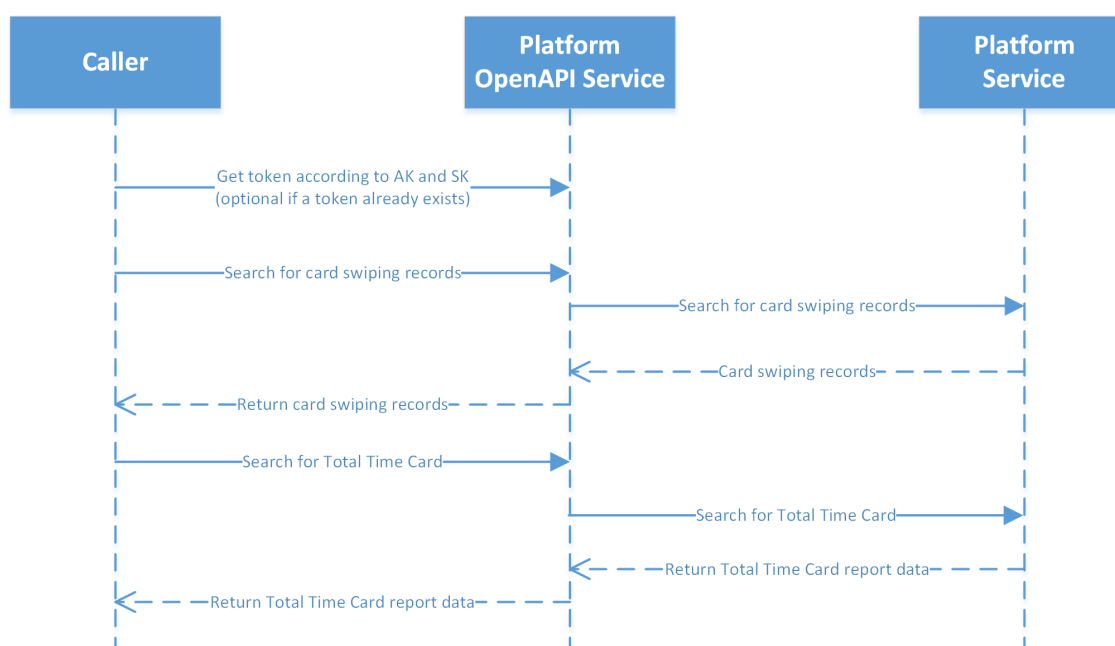 Caller
Platform
OpenAPI Service
Platform
Service
Get token according to AK and SK
(optional if a token already exists)
Search for card swiping records
Search for card swiping records
Card swiping records
Return card swiping records
Search for Total Time Card
Search for Total Time Card
Return Total Time Card report data
Return Total Time Card report data